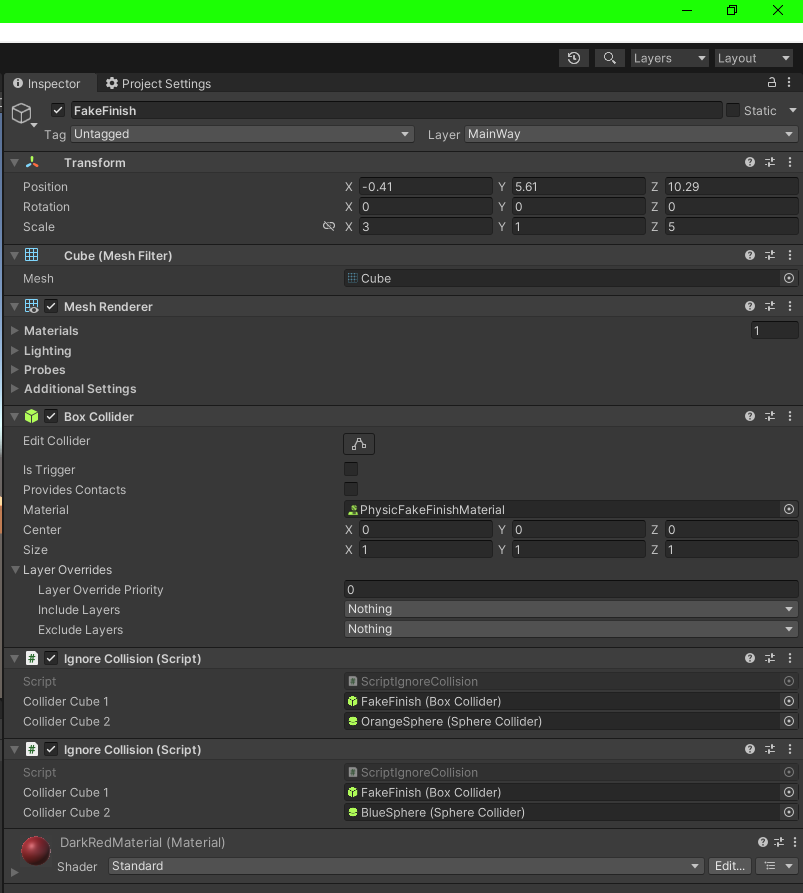 Layers Layout
Inspector Project Settings
FakeFinish Static
Tag Untagged Layer MainWay
Transform
Position X -0.41 Y 5.61 Z 10.29
Rotation X 0 Y 0 Z 0
Scale X 3 Y 1 Z 5
Cube (Mesh Filter)
Mesh Cube
Mesh Renderer
Materials 1
Lighting
Probes
Additional Settings
Box Collider
Edit Collider
Is Trigger
Provides Contacts
Material PhysicFakeFinishMaterial
Center X 0 Y 0 Z 0
Size X 1 Y 1 Z 1
Layer Overrides
Layer Override Priority 0
Include Layers Nothing
Exclude Layers Nothing
# Ignore Collision (Script)
Script # ScriptIgnoreCollision
Collider Cube 1 FakeFinish (Box Collider)
Collider Cube 2 OrangeSphere (Sphere Collider)
# Ignore Collision (Script)
Script # ScriptIgnoreCollision
Collider Cube 1 FakeFinish (Box Collider)
Collider Cube 2 BlueSphere (Sphere Collider)
DarkRedMaterial (Material)
Shader Standard Edit...